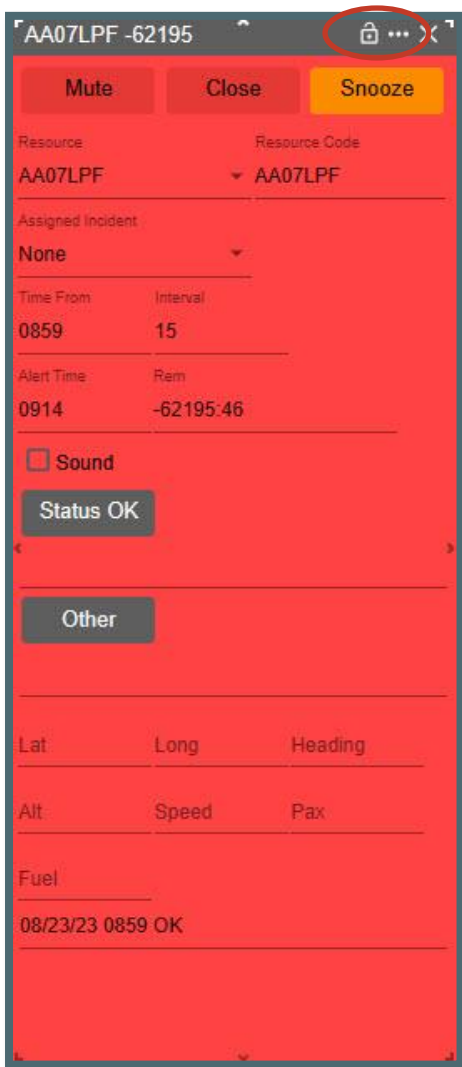 AA07LPF -62195
Mute Close Snooze
Resource Resource Code
AA07LPF AA07LPF
Assigned Incident
None
Time From Interval
0859 15
Alert Time Rem
0914 -62195:46
Sound
Status OK
Other
Lat Long Heading
Alt Speed Pax
Fuel
08/23/23 0859 OK